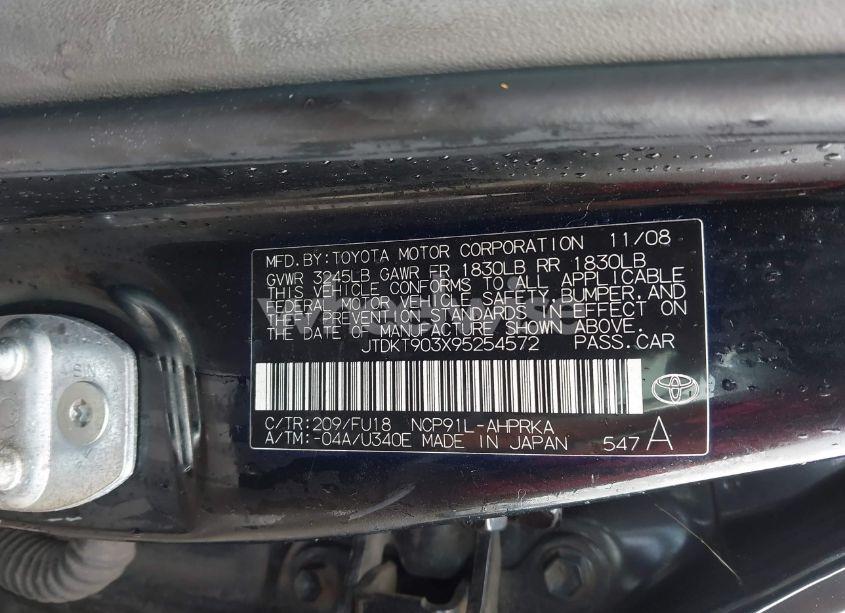 MFD.BY:TOYOTA MOTOR CORPORATION 11/08
GVWR 3245LB GAWR FR 1830LB RR 1830LB
THIS VEHICLE CONFORMS TO ALL APPLICABLE
FEDERAL MOTOR VEHICLE SAFETY,BUMPER,AND
THEFT PREVENTION STANDARDS IN EFFECT ON
THE DATE OF MANUFACTURE SHOWN ABOVE.
JTDKT903X95254572 PASS.CAR
C/TR:209/FU18 NCP91L-AHPRKA
A/TM:-04A/U340E MADE IN JAPAN 547 A